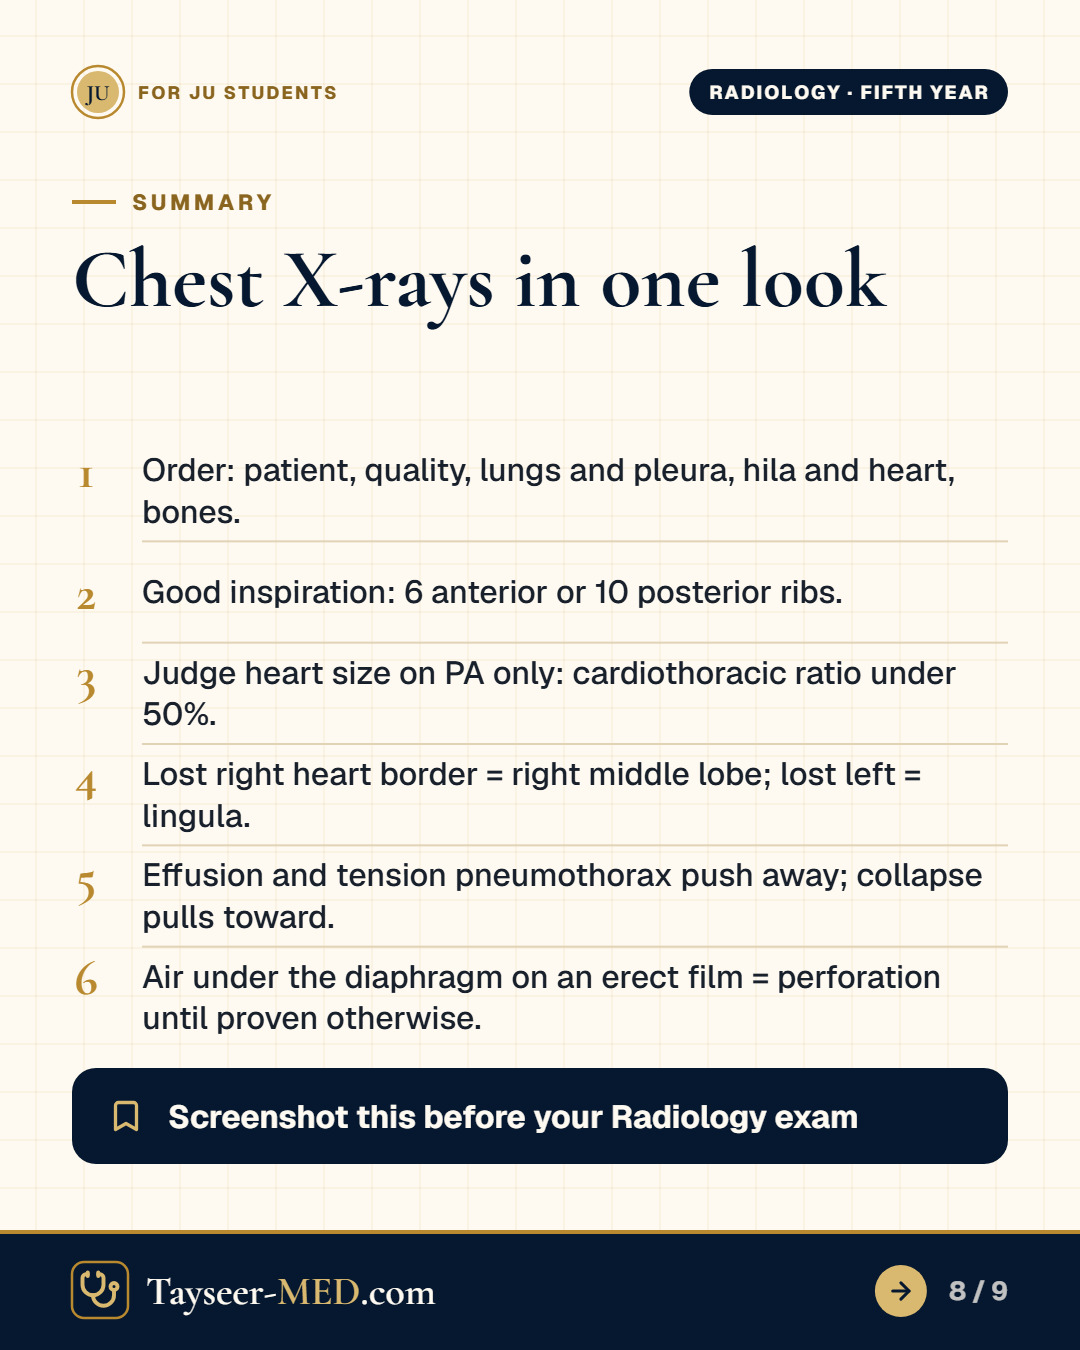 JU FOR JU STUDENTS
RADIOLOGY · FIFTH YEAR
SUMMARY
Chest X-rays in one look
1 Order: patient, quality, lungs and pleura, hila and heart,
bones.
2 Good inspiration: 6 anterior or 10 posterior ribs.
3 Judge heart size on PA only: cardiothoracic ratio under
50%.
4 Lost right heart border = right middle lobe; lost left =
lingula.
5 Effusion and tension pneumothorax push away; collapse
pulls toward.
6 Air under the diaphragm on an erect film = perforation
until proven otherwise.
Screenshot this before your Radiology exam
Tayseer-MED.com
8 / 9